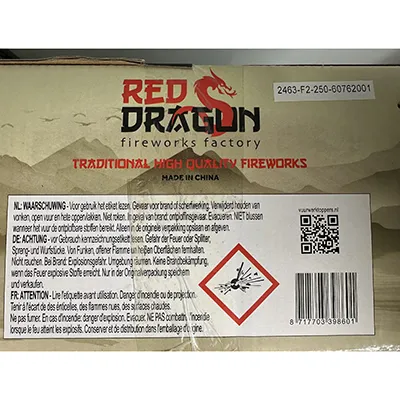 RED
DRAGON
fireworks factory
2463-F2-250-60762001
TRADITIONAL HIGH QUALITY FIREWORKS
MADE IN CHINA
NL: WAARSCHUWING - Voor gebruik het etiket lezen. Gevaar voor brand of scherfwerking. Verwijderd houden van
vonken, open vuur en hete oppervlakken. Niet roken. In geval van brand: ontploffingsgevaar. Evacueren. NIET blussen
wanneer het vuur de ontplofbare stoffen bereikt. Alleen in de originele verpakking opslaan en afgeven.
DE: ACHTUNG - vor Gebrauch kennzeichnungsetikett lesen. Gefahr der Feuer oder Splitter,
Spreng- und Wurfstücke. Von Funken, offener Flamme und heißen Oberflächen fernhalten.
Nicht rauchen. Bei Brand: Explosionsgefahr. Umgebung räumen. Keine Brandbekämpfung,
wenn das Feuer explosive Stoffe erreicht. Nur in der Originalverpackung speichern
und verkaufen.
FR: ATTENTION - Lire l'étiquette avant utilisation. Danger d'incendie ou de projection.
Tenir à l'écart de des étincelles, des flammes nues, des surfaces chaudes.
Ne pas fumer. En cas d'incendie: danger d'explosion. Evacuer. NE PAS combattre l'incendie
lorsque le feu atteint les explosifs. Conserver et distribution dans l'emballage d'origine.
vuurwerktoppers.nl
8 717703 398601